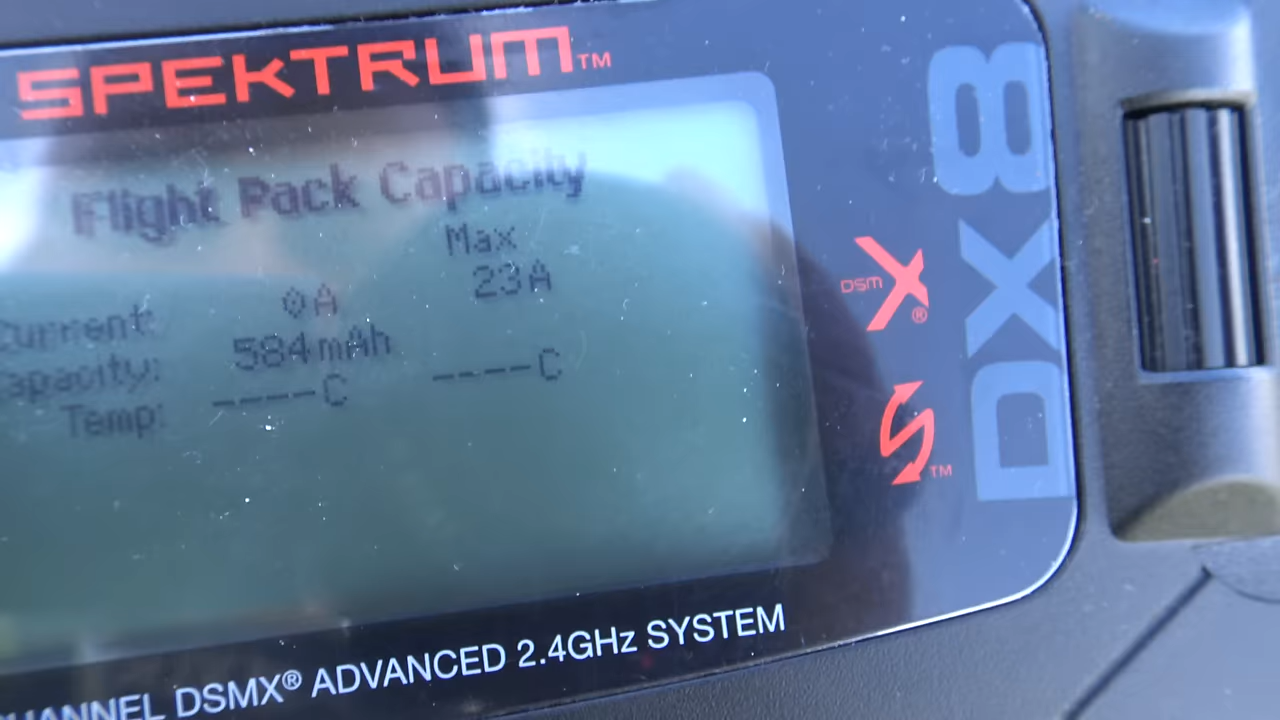 SPEKTRUM™
Flight Pack Capacity
Max
Current: 0A 23A
Capacity: 584mAh
Temp: ----C ----C
DSM X®
S™
DX8
CHANNEL DSMX® ADVANCED 2.4GHz SYSTEM